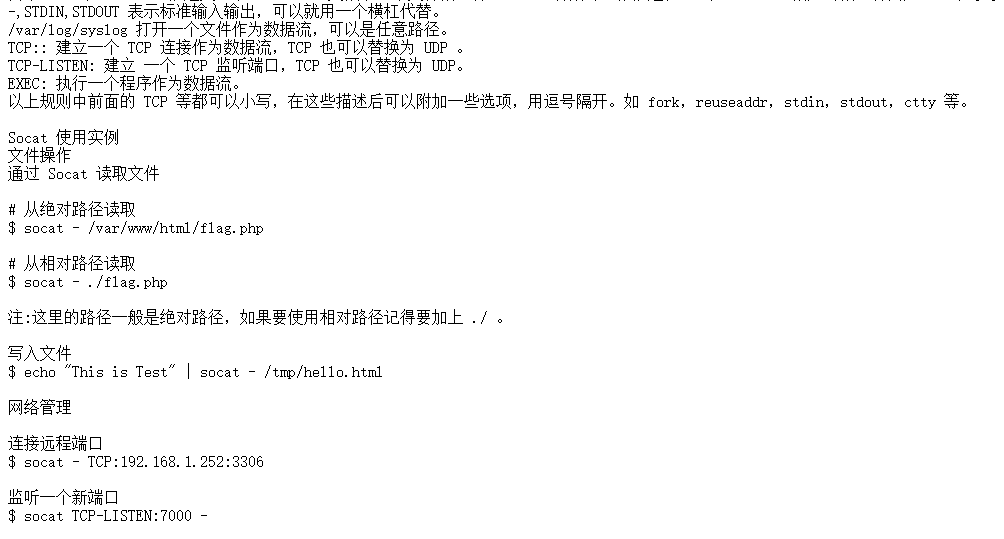 -,STDIN,STDOUT 表示标准输入输出，可以就用一个横杠代替。
/var/log/syslog 打开一个文件作为数据流，可以是任意路径。
TCP:: 建立一个 TCP 连接作为数据流，TCP 也可以替换为 UDP 。
TCP-LISTEN: 建立 一个 TCP 监听端口，TCP 也可以替换为 UDP。
EXEC: 执行一个程序作为数据流。
以上规则中前面的 TCP 等都可以小写，在这些描述后可以附加一些选项，用逗号隔开。如 fork，reuseaddr，stdin，stdout，ctty 等。
Socat 使用实例
文件操作
通过 Socat 读取文件
# 从绝对路径读取
$ socat - /var/www/html/flag.php
# 从相对路径读取
$ socat - ./flag.php
注:这里的路径一般是绝对路径，如果要使用相对路径记得要加上 ./ 。
写入文件
$ echo "This is Test" | socat - /tmp/hello.html
网络管理
连接远程端口
$ socat - TCP:192.168.1.252:3306
监听一个新端口
$ socat TCP-LISTEN:7000 -